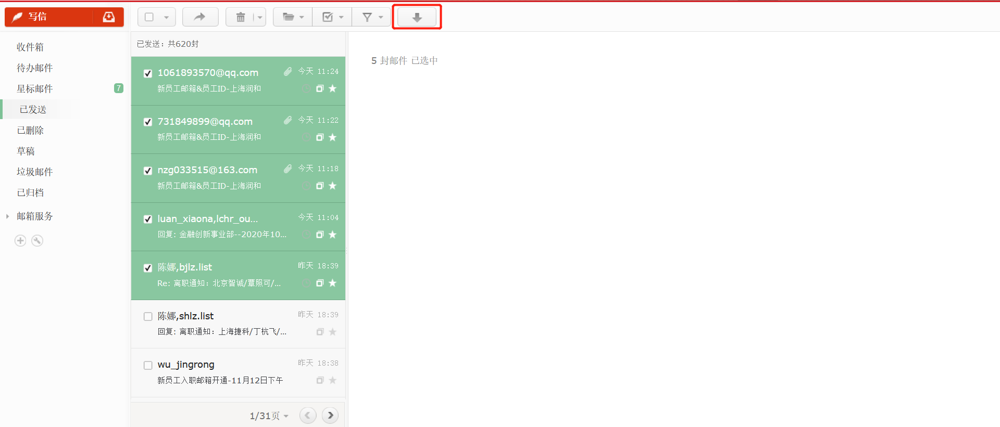 写信
收件箱
待办邮件
星标邮件 7
已发送
已删除
草稿
垃圾邮件
已归档
邮箱服务
已发送：共620封
1061893570@qq.com 今天 11:24
新员工邮箱&员工ID-上海润和
731849899@qq.com 今天 11:22
新员工邮箱&员工ID-上海润和
nzg033515@163.com 今天 11:18
新员工邮箱&员工ID-上海润和
luan_xiaona,lchr_ou... 今天 11:04
回复: 金融创新事业部--2020年10...
陈娜,bjlz.list 昨天 18:39
Re: 离职通知：北京智诚/覃照可/...
陈娜,shlz.list 昨天 18:39
回复: 离职通知：上海捷科/丁杭飞/...
wu_jingrong 昨天 18:38
新员工入职邮箱开通-11月12日下午
1/31页
5 封邮件 已选中